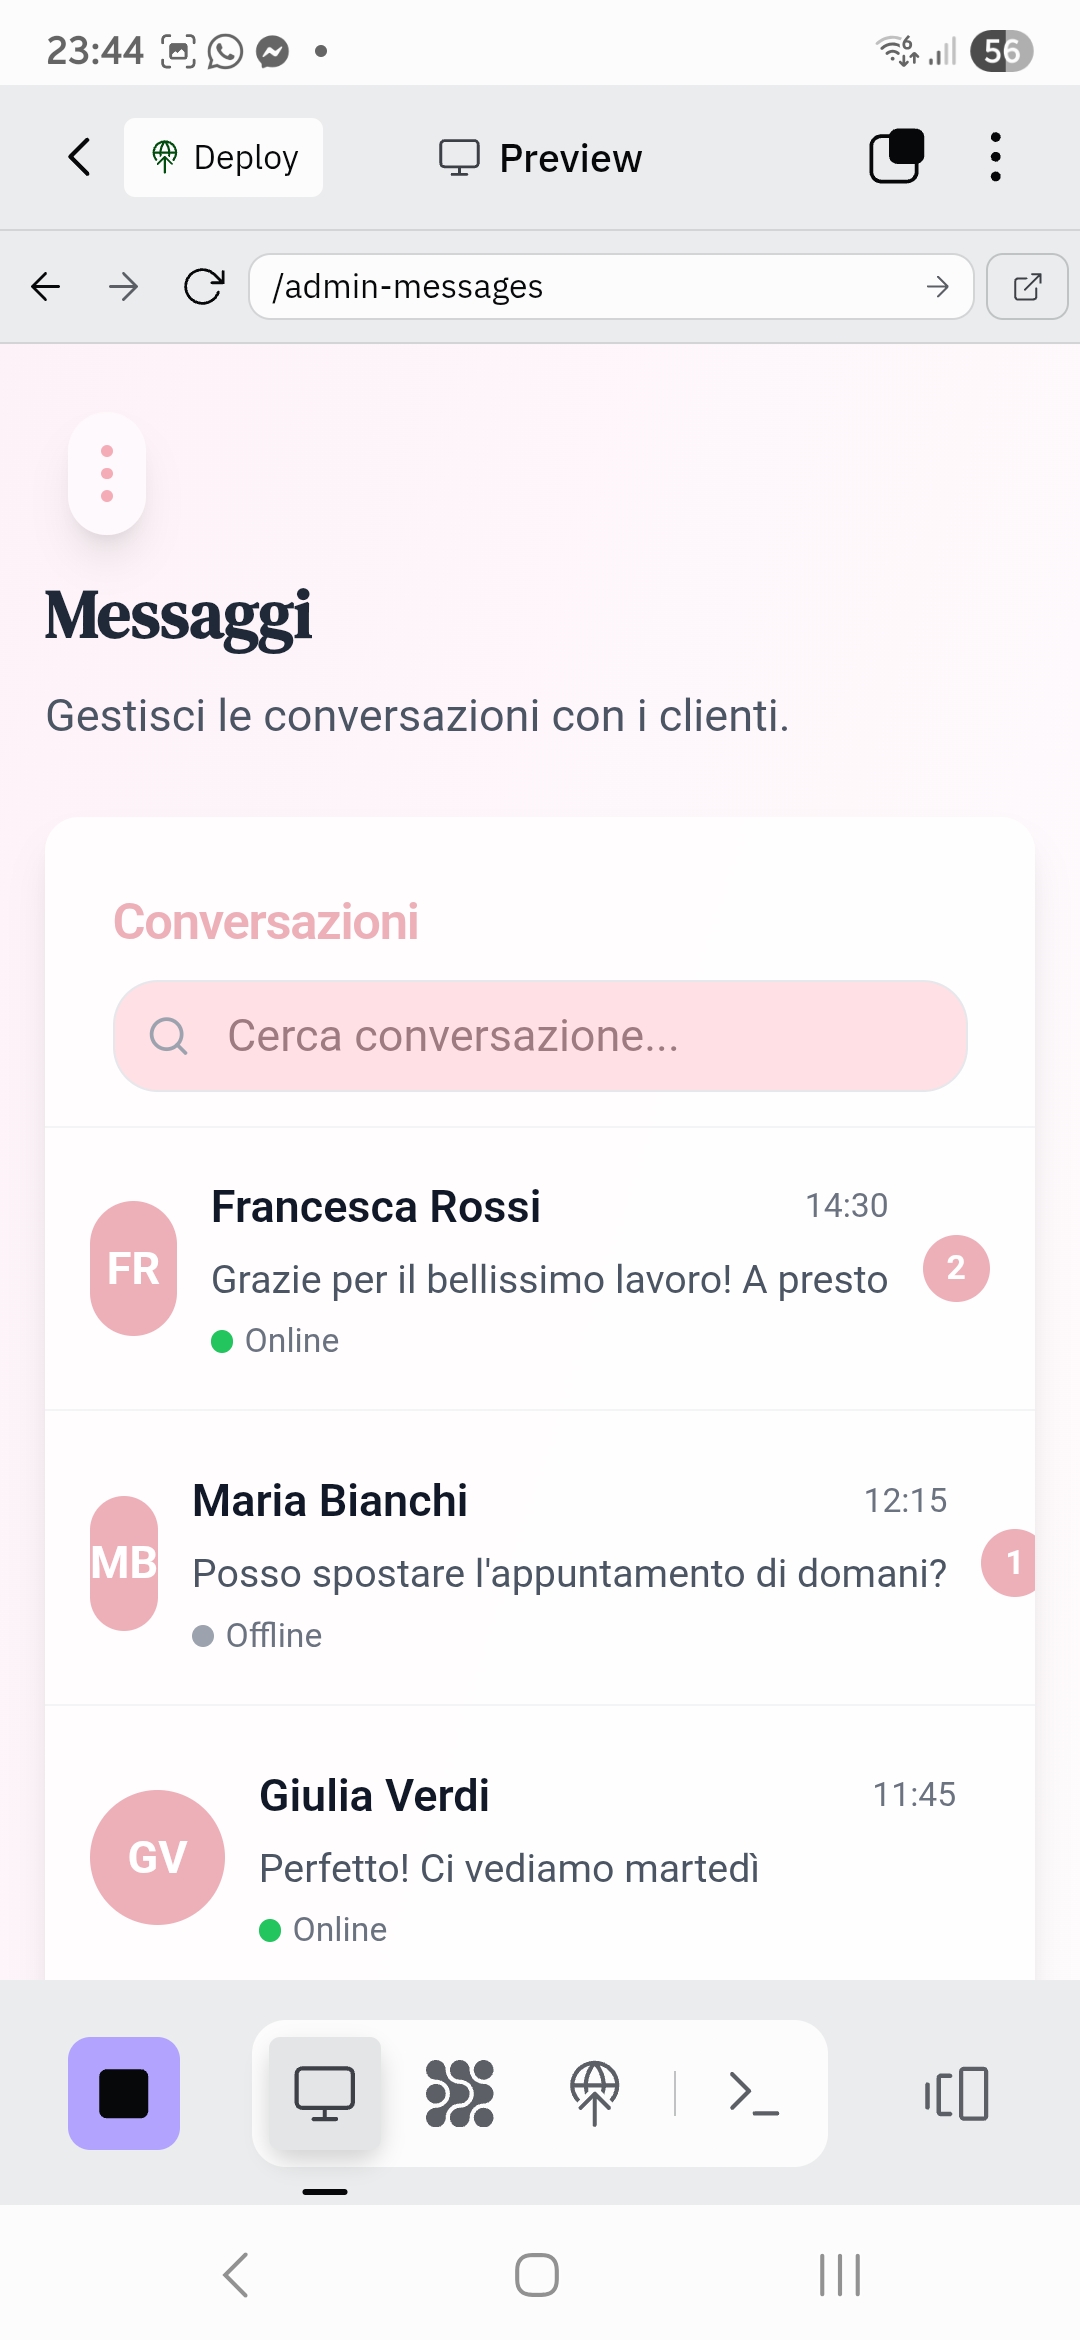 23:44
6
56
Deploy
Preview
/admin-messages
Messaggi
Gestisci le conversazioni con i clienti.
Conversazioni
Cerca conversazione...
FR
Francesca Rossi
14:30
Grazie per il bellissimo lavoro! A presto
2
Online
MB
Maria Bianchi
12:15
Posso spostare l'appuntamento di domani?
1
Offline
GV
Giulia Verdi
11:45
Perfetto! Ci vediamo martedì
Online